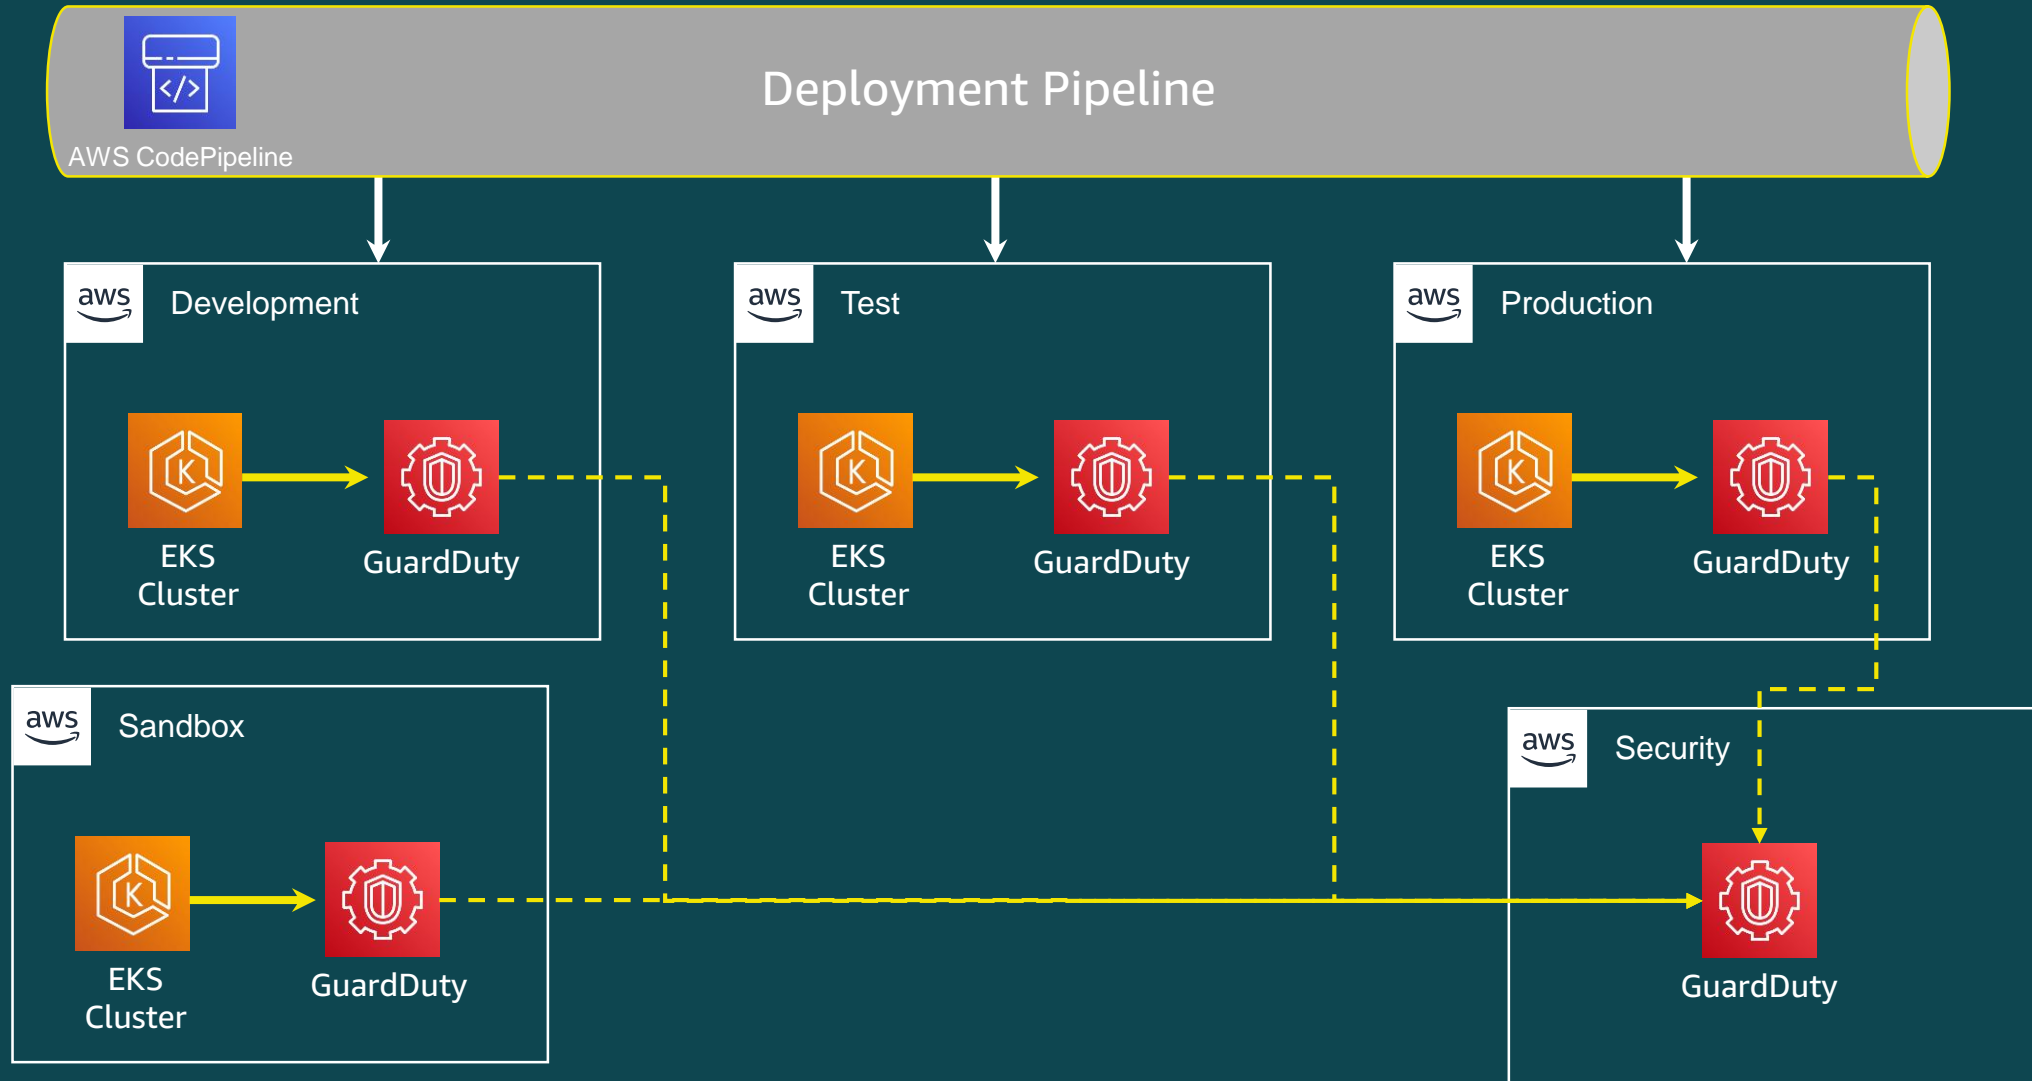 Deployment Pipeline
</>
AWS CodePipeline
aws
Development
aws
Test
aws
Production
K
K
K
EKS
Cluster
GuardDuty
EKS
Cluster
GuardDuty
EKS
Cluster
GuardDuty
aws
Sandbox
aws
Security
K
EKS
Cluster
GuardDuty
GuardDuty